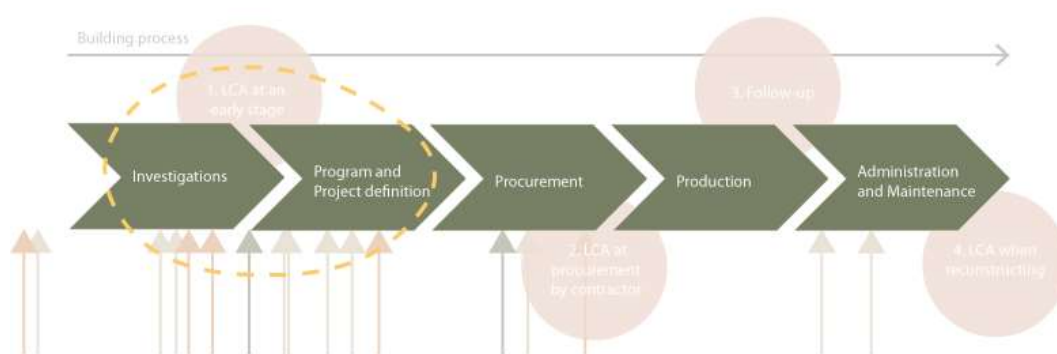 Building process
1. LCA at an
early stage
3. Follow-up
Investigations
Program and
Project definition
Procurement
Production
Administration
and Maintenance
2. LCA at
procurement
by contractor
4. LCA when
reconstructing